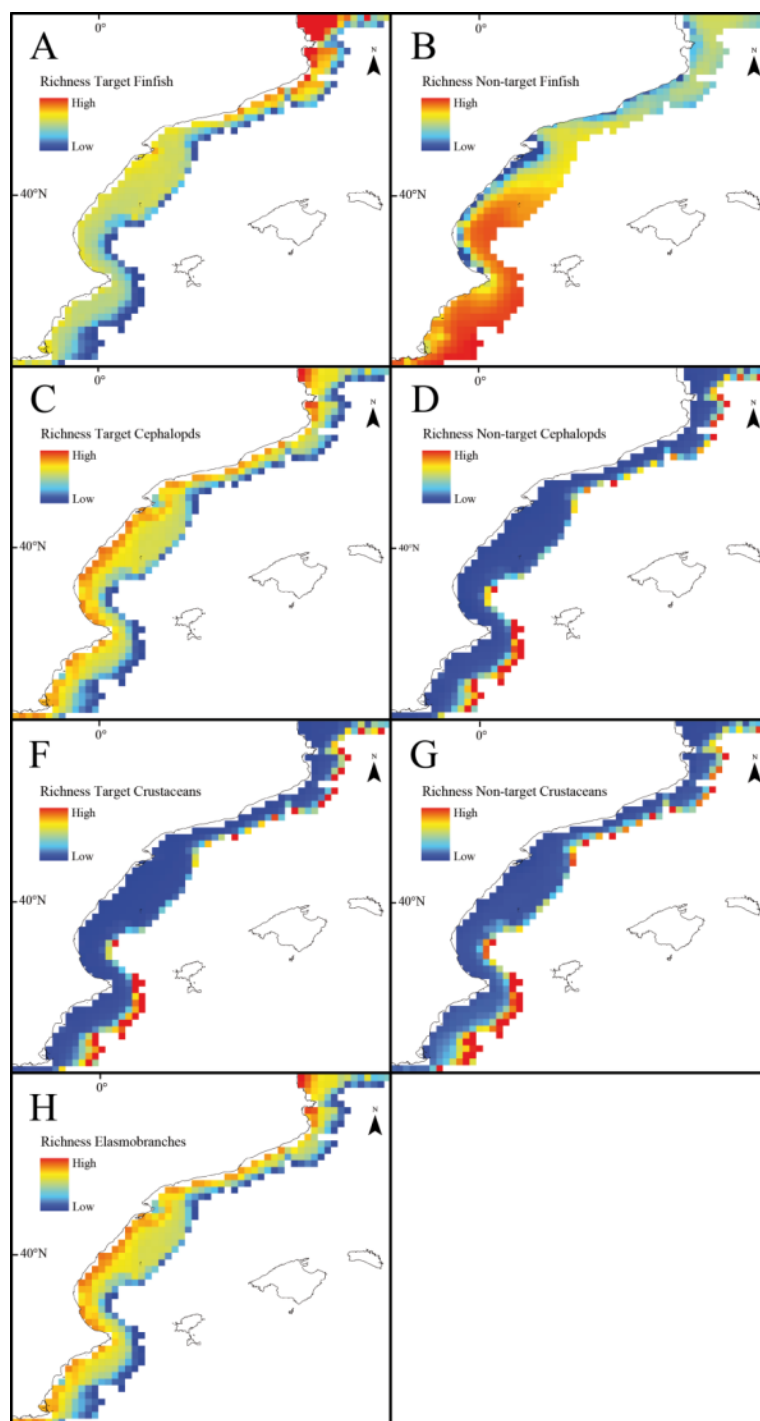 0°
A
N
Richness Target Finfish
High
Low
40°N
0°
B
N
Richness Non-target Finfish
High
Low
0°
C
N
Richness Target Cephalopds
High
Low
40°N
0°
D
N
Richness Non-target Cephalopds
High
Low
40°N
0°
F
N
Richness Target Crustaceans
High
Low
40°N
0°
G
N
Richness Non-target Crustaceans
High
Low
40°N
0°
H
N
Richness Elasmobranches
High
Low
40°N